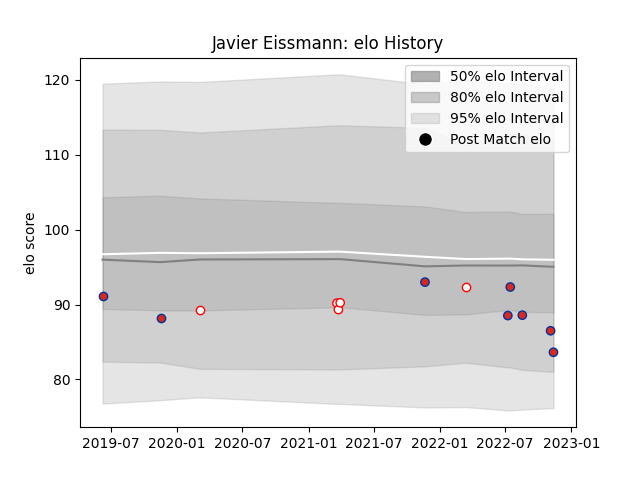 Javier Eissmann: elo History
50% elo Interval
80% elo Interval
95% elo Interval
Post Match elo
elo score
120
110
100
90
80
2019-07 2020-01 2020-07 2021-01 2021-07 2022-01 2022-07 2023-01